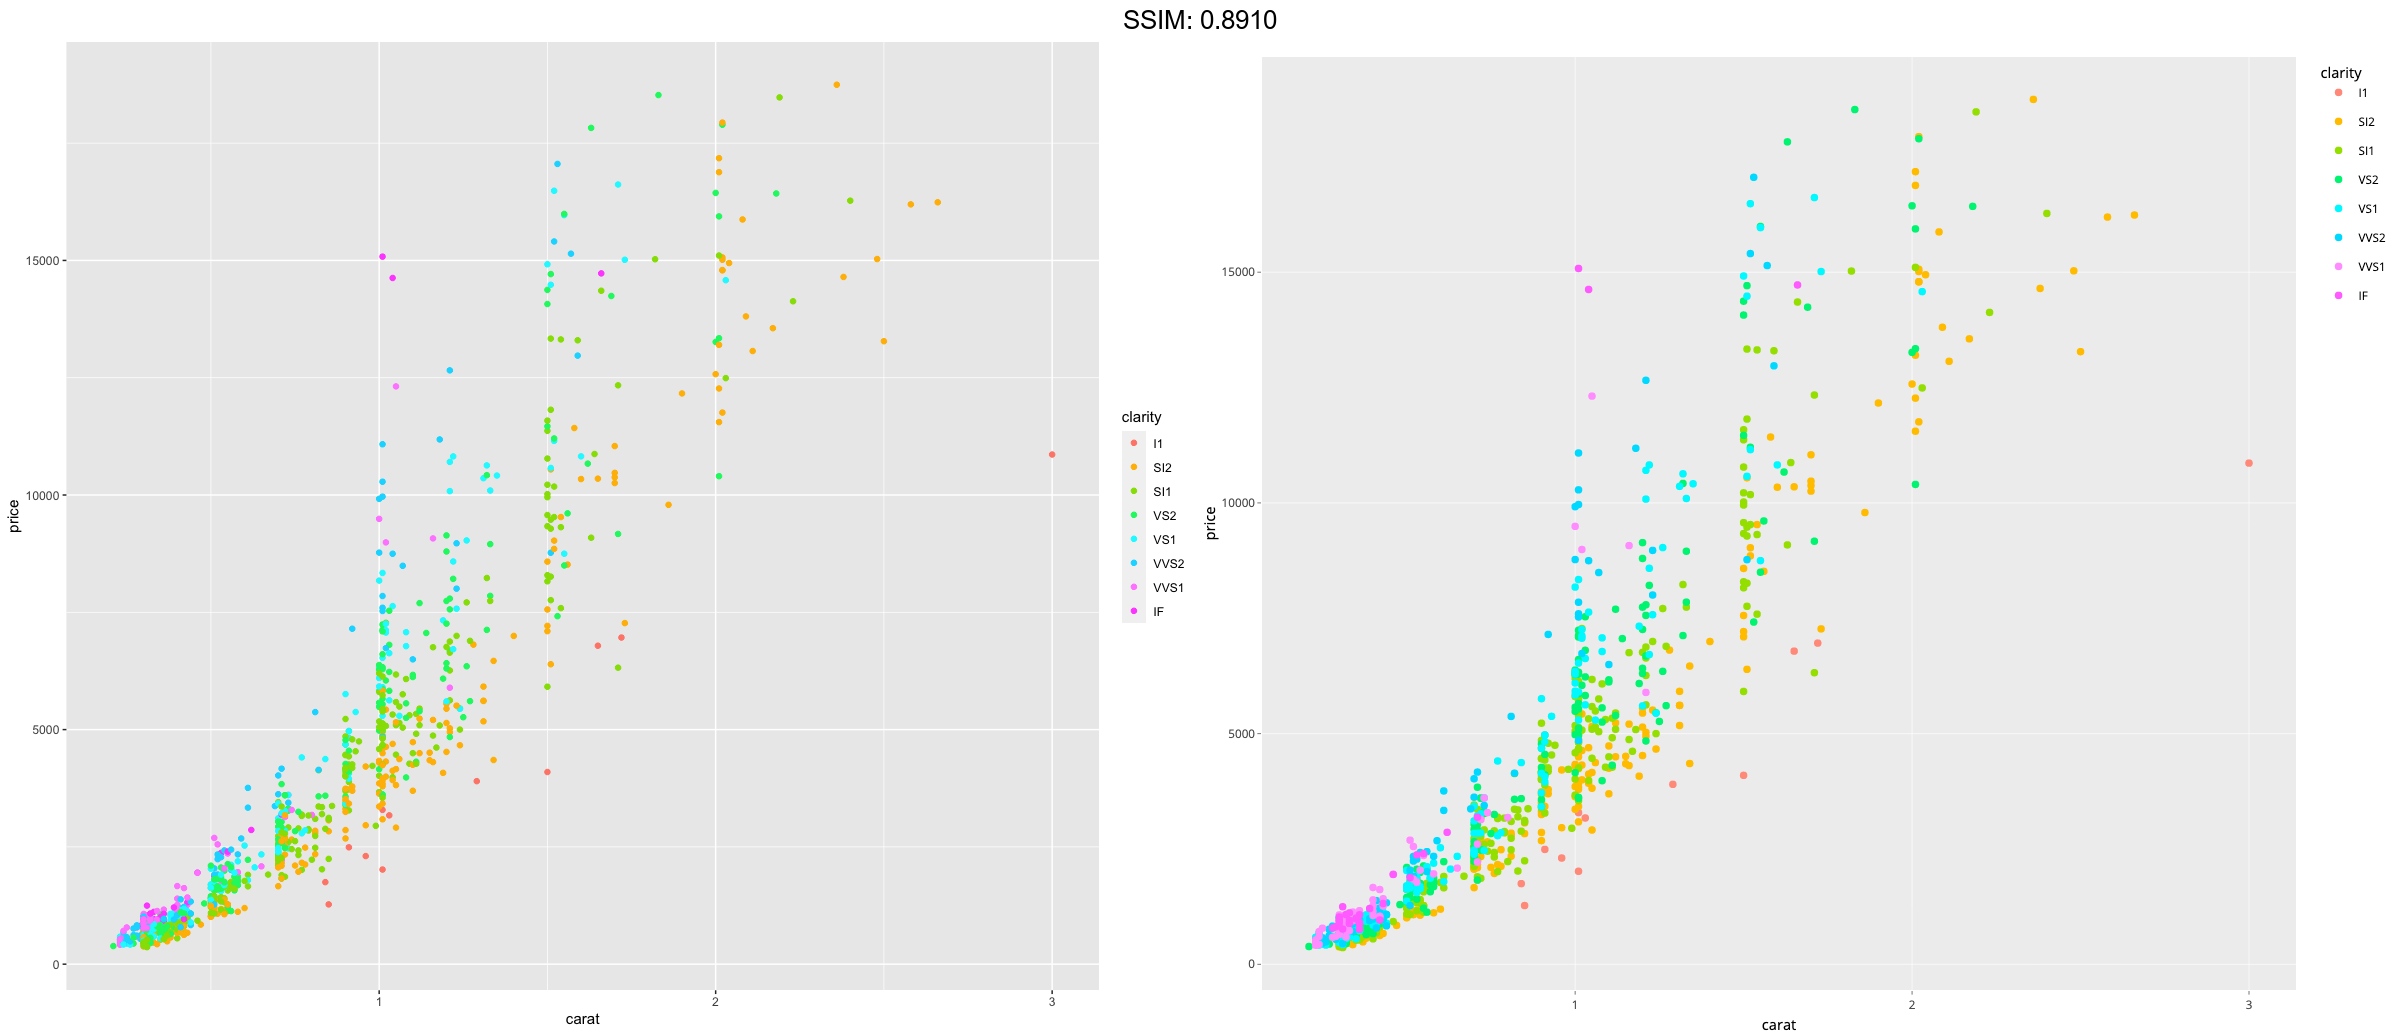 SSIM: 0.8910
price
15000
10000
5000
0
1
2
3
carat
clarity
I1
SI2
SI1
VS2
VS1
VVS2
VVS1
IF
price
15000
10000
5000
0
1
2
3
carat
clarity
I1
SI2
SI1
VS2
VS1
VVS2
VVS1
IF